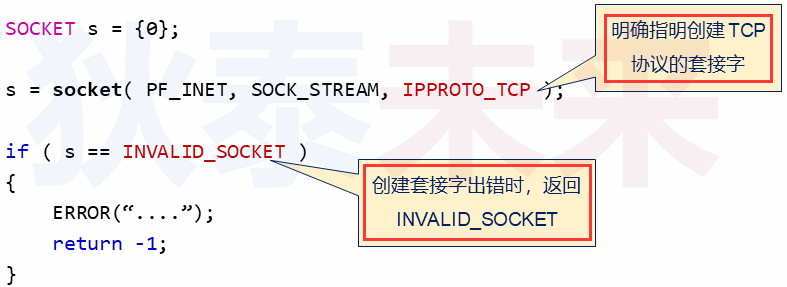 狄泰未来
SOCKET s = {0};
明确指明创建 TCP
协议的套接字
s = socket( PF_INET, SOCK_STREAM, IPPROTO_TCP );
if ( s == INVALID_SOCKET )
{
创建套接字出错时，返回
INVALID_SOCKET
ERROR(“....”);
return -1;
}